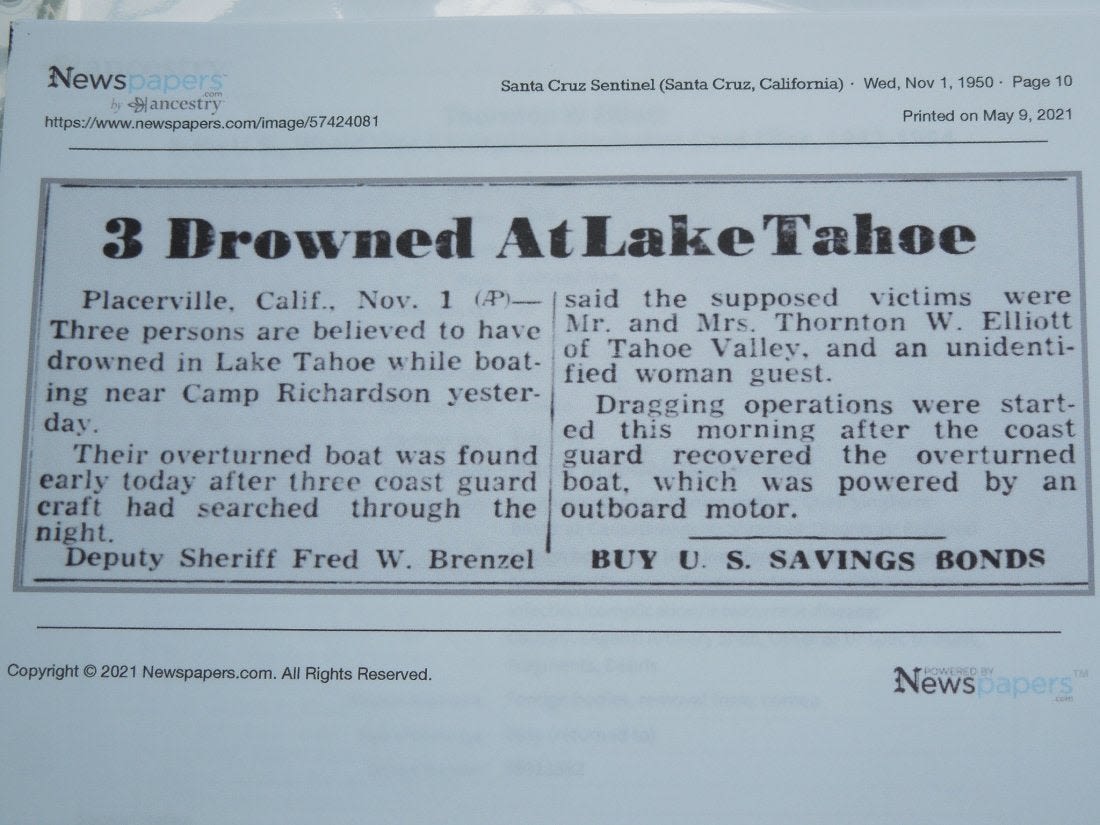 Newspapers™
.com
by ancestry
Santa Cruz Sentinel (Santa Cruz, California) · Wed, Nov 1, 1950 · Page 10
https://www.newspapers.com/image/57424081
Printed on May 9, 2021
3 Drowned At Lake Tahoe
Placerville, Calif., Nov. 1 (AP)—
Three persons are believed to have
drowned in Lake Tahoe while boat-
ing near Camp Richardson yester-
day.
Their overturned boat was found
early today after three coast guard
craft had searched through the
night.
Deputy Sheriff Fred W. Brenzel
said the supposed victims were
Mr. and Mrs. Thornton W. Elliott
of Tahoe Valley, and an unidenti-
fied woman guest.
Dragging operations were start-
ed this morning after the coast
guard recovered the overturned
boat, which was powered by an
outboard motor.
BUY U. S. SAVINGS BONDS
Copyright © 2021 Newspapers.com. All Rights Reserved.
POWERED BY
Newspapers™
.com